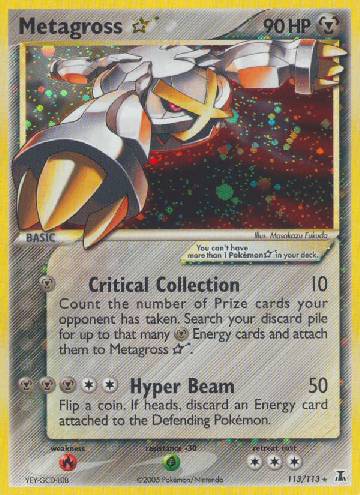 Metagross ☆ 90 HP
Illus. Masakazu Fukuda
BASIC
You can't have
more than 1 Pokémon☆ in your deck.
Critical Collection 10
Count the number of Prize cards your
opponent has taken. Search your discard pile
for up to that many Energy cards and attach
them to Metagross ☆.
Hyper Beam 50
Flip a coin. If heads, discard an Energy card
attached to the Defending Pokémon.
weakness resistance -30 retreat cost
YEY-GCD-108 ©2005 Pokémon/Nintendo 113/113 ★